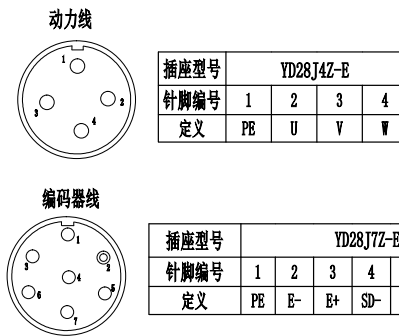 动力线
1
2
3
4
插座型号 YD28J4Z-E
针脚编号 1 2 3 4
定义 PE U V W
编码器线
1
3 2
4
6 5
7
插座型号 YD28J7Z-E
针脚编号 1 2 3 4
定义 PE E- E+ SD-